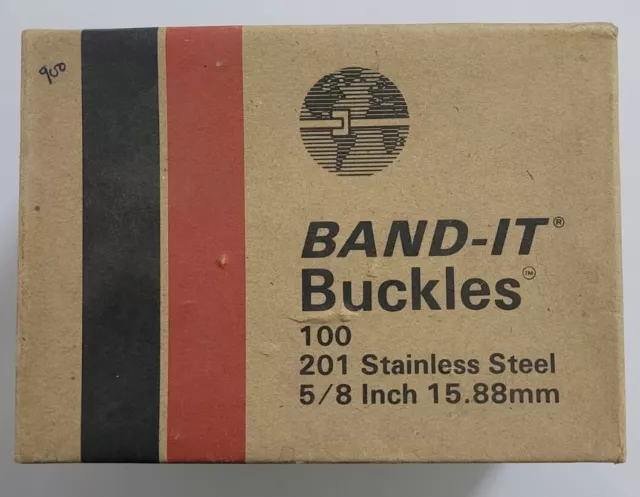 900
BAND-IT®
Buckles™
100
201 Stainless Steel
5/8 Inch 15.88mm